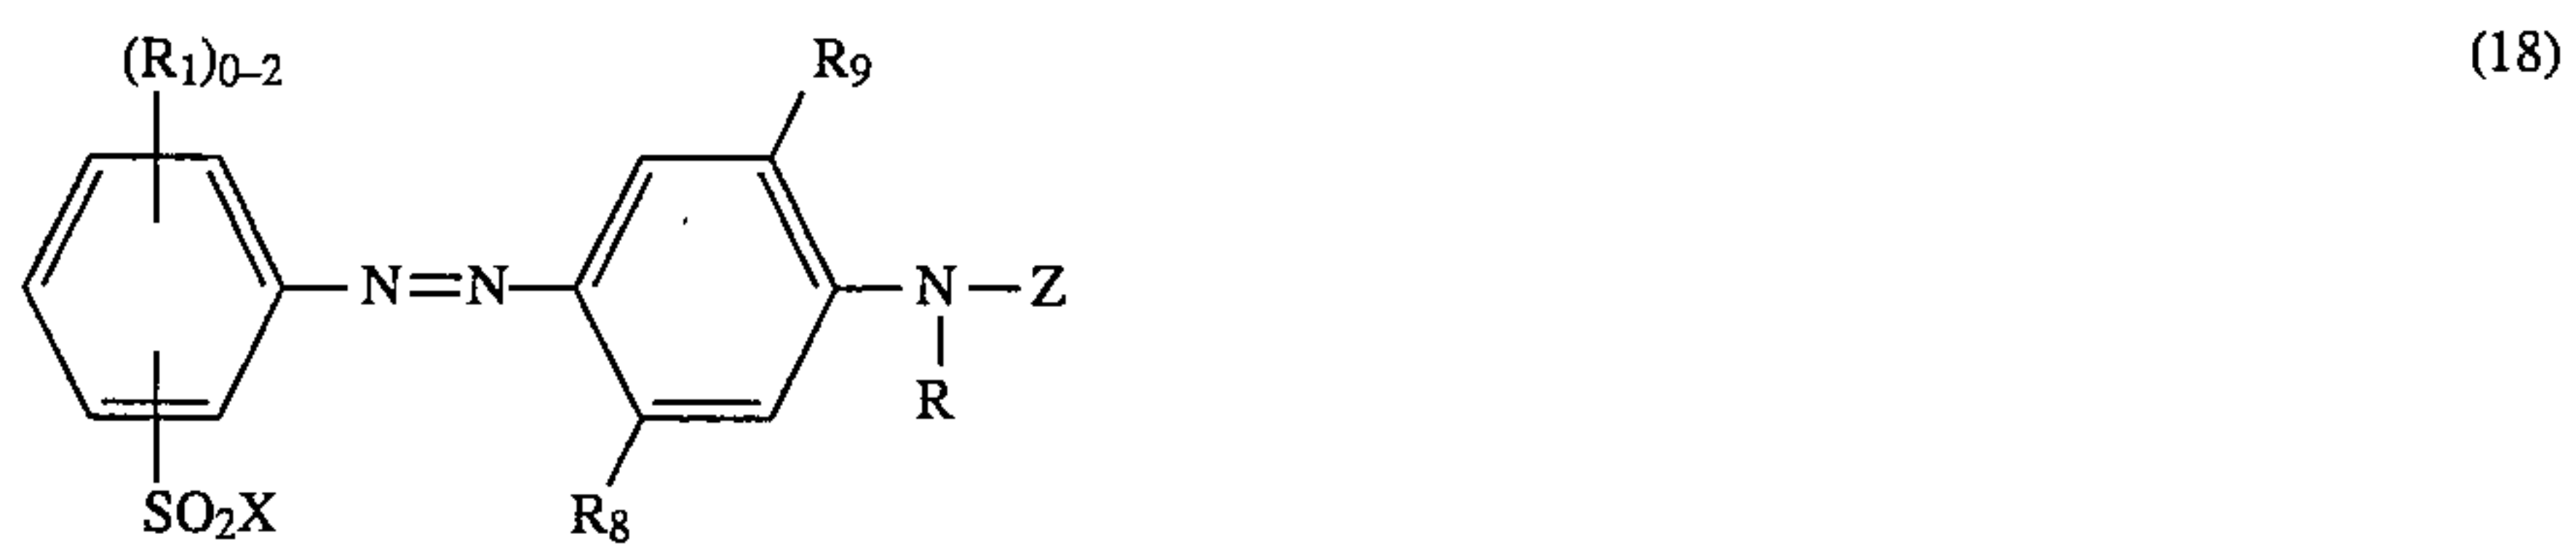 (R₁)₀₋₂ R₉ (18)
N=N N—Z
R
SO₂X R₈